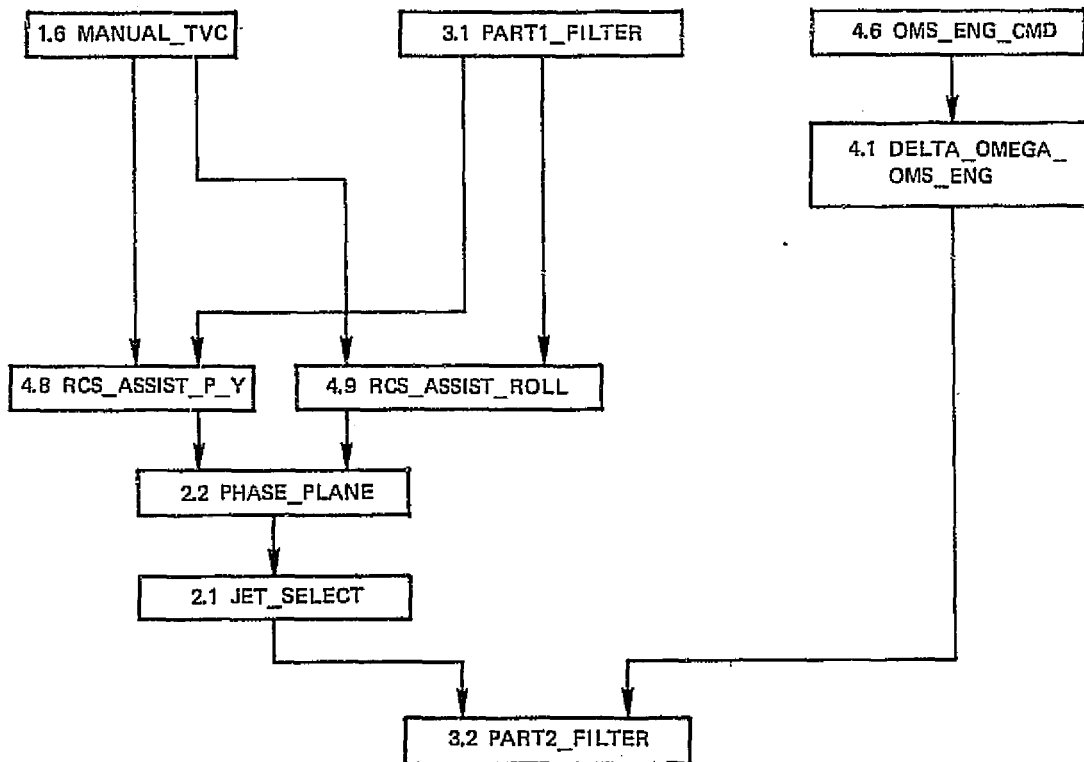 1.6 MANUAL_TVC
3.1 PART1_FILTER
4.6 OMS_ENG_CMD
4.1 DELTA_OMEGA_
OMS_ENG
4.8 RCS_ASSIST_P_Y
4.9 RCS_ASSIST_ROLL
2.2 PHASE_PLANE
2.1 JET_SELECT
3.2 PART2_FILTER